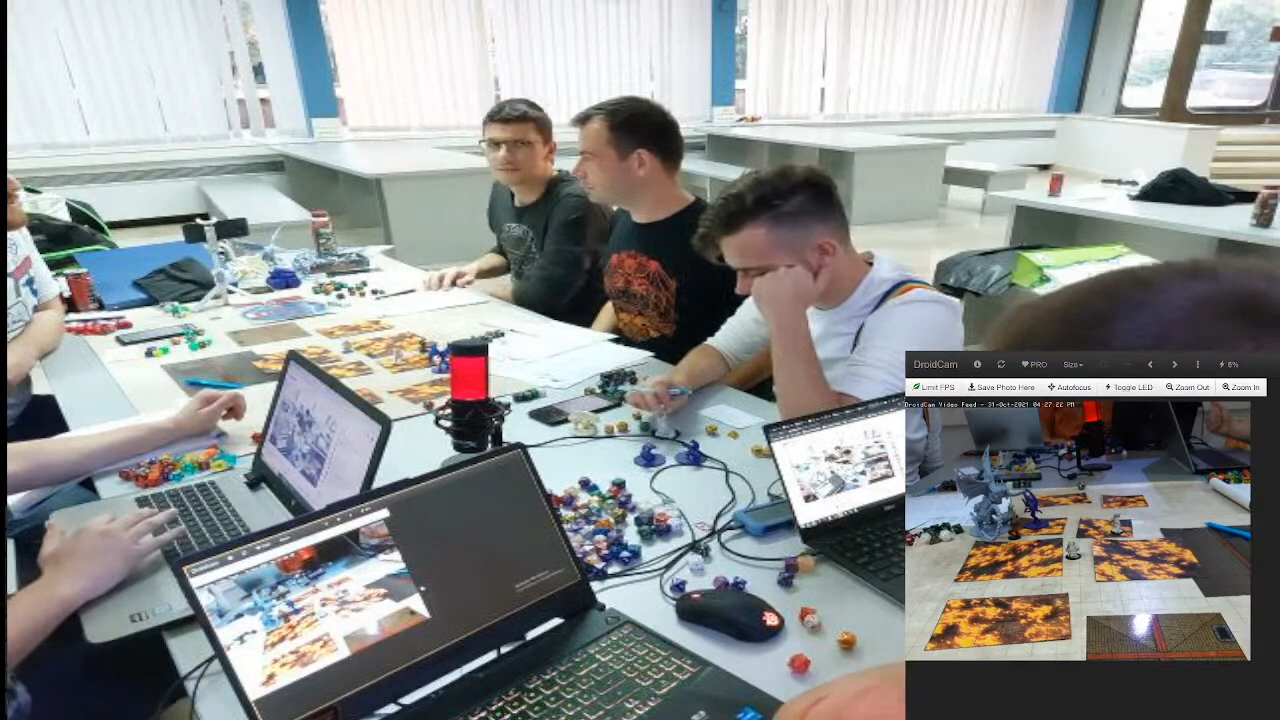 DroidCam PRO Size 6%
Limit FPS Save Photo Here Autofocus Toggle LED Zoom Out Zoom In
DroidCam Video Feed - 31-Oct-2021 04:27:22 PM